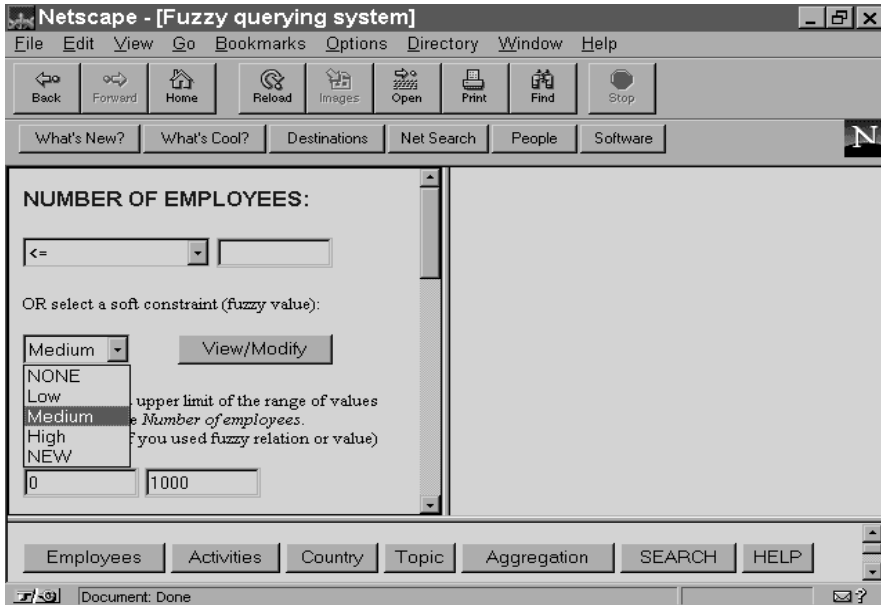 Netscape - [Fuzzy querying system]
File Edit View Go Bookmarks Options Directory Window Help
Back Forward Home Reload Images Open Print Find Stop
What's New? What's Cool? Destinations Net Search People Software
N
NUMBER OF EMPLOYEES:
<=
OR select a soft constraint (fuzzy value):
Medium View/Modify
NONE
Low upper limit of the range of values
Medium e Number of employees.
High you used fuzzy relation or value)
NEW
0 1000
Employees Activities Country Topic Aggregation SEARCH HELP
Document: Done ?